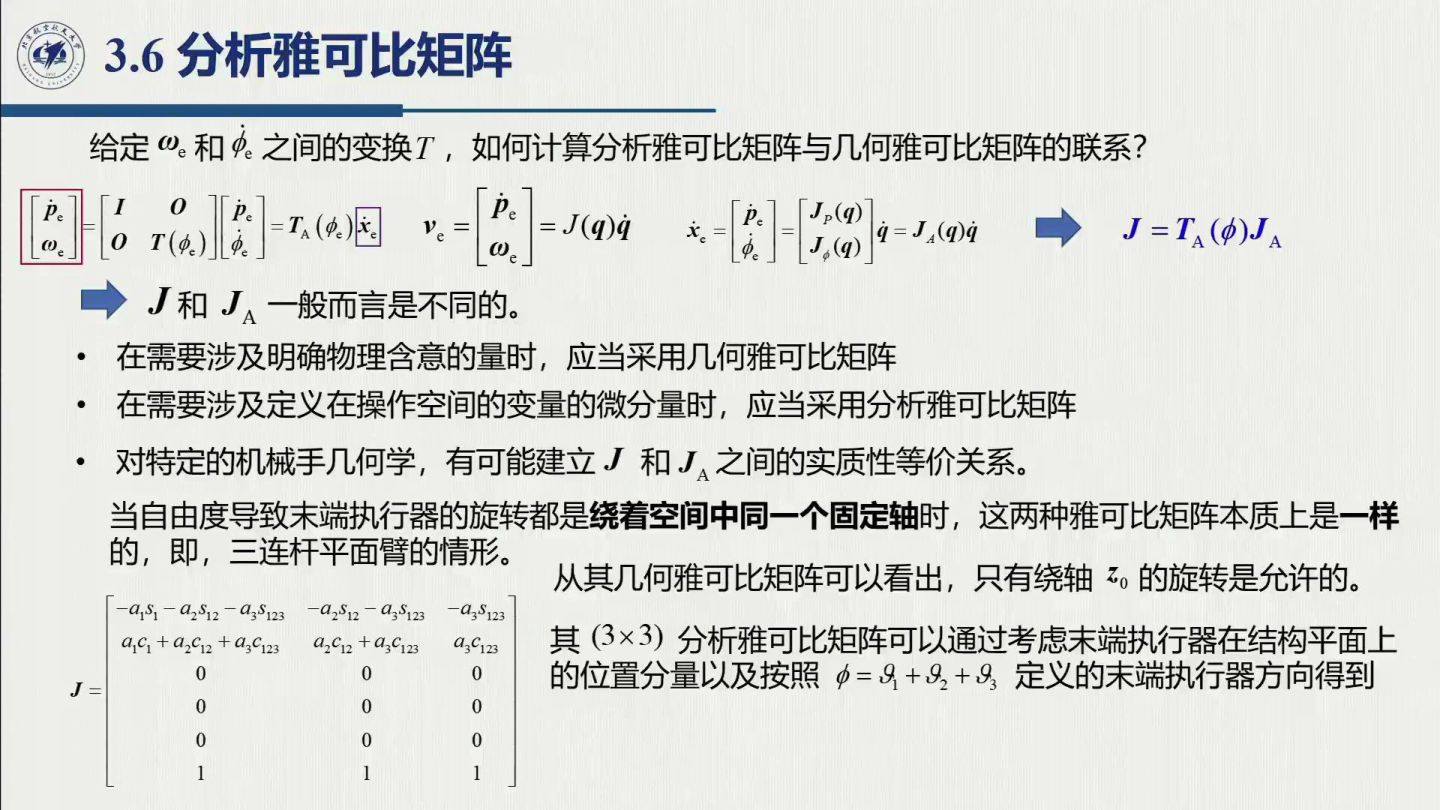 3.6 分析雅可比矩阵
给定 ωₑ 和 φ̇ₑ 之间的变换T ，如何计算分析雅可比矩阵与几何雅可比矩阵的联系？
[ṗₑ; ωₑ] = [I O; O T(φₑ)] [ṗₑ; φ̇ₑ] = T_A(φₑ)ẋₑ vₑ = [ṗₑ; ωₑ] = J(q)q̇ ẋₑ = [ṗₑ; φ̇ₑ] = [J_P(q); J_φ(q)] q̇ = J_A(q)q̇ J = T_A(φ)J_A
J 和 J_A 一般而言是不同的。
• 在需要涉及明确物理含意的量时，应当采用几何雅可比矩阵
• 在需要涉及定义在操作空间的变量的微分量时，应当采用分析雅可比矩阵
• 对特定的机械手几何学，有可能建立 J 和 J_A 之间的实质性等价关系。
当自由度导致末端执行器的旋转都是绕着空间中同一个固定轴时，这两种雅可比矩阵本质上是一样
的，即，三连杆平面臂的情形。
从其几何雅可比矩阵可以看出，只有绕轴 z₀ 的旋转是允许的。
其 (3×3) 分析雅可比矩阵可以通过考虑末端执行器在结构平面上
的位置分量以及按照 φ = ϑ₁ + ϑ₂ + ϑ₃ 定义的末端执行器方向得到
J =
−a₁s₁ − a₂s₁₂ − a₃s₁₂₃ −a₂s₁₂ − a₃s₁₂₃ −a₃s₁₂₃
a₁c₁ + a₂c₁₂ + a₃c₁₂₃ a₂c₁₂ + a₃c₁₂₃ a₃c₁₂₃
0 0 0
0 0 0
0 0 0
1 1 1